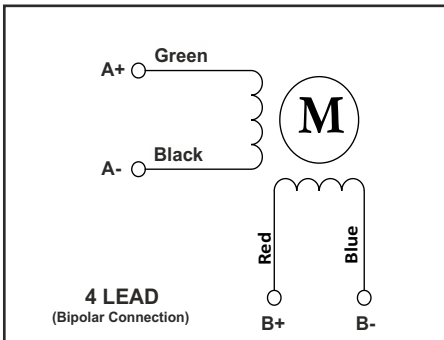 Green
A+
M
Black
A-
Red
Blue
4 LEAD
(Bipolar Connection)
B+
B-